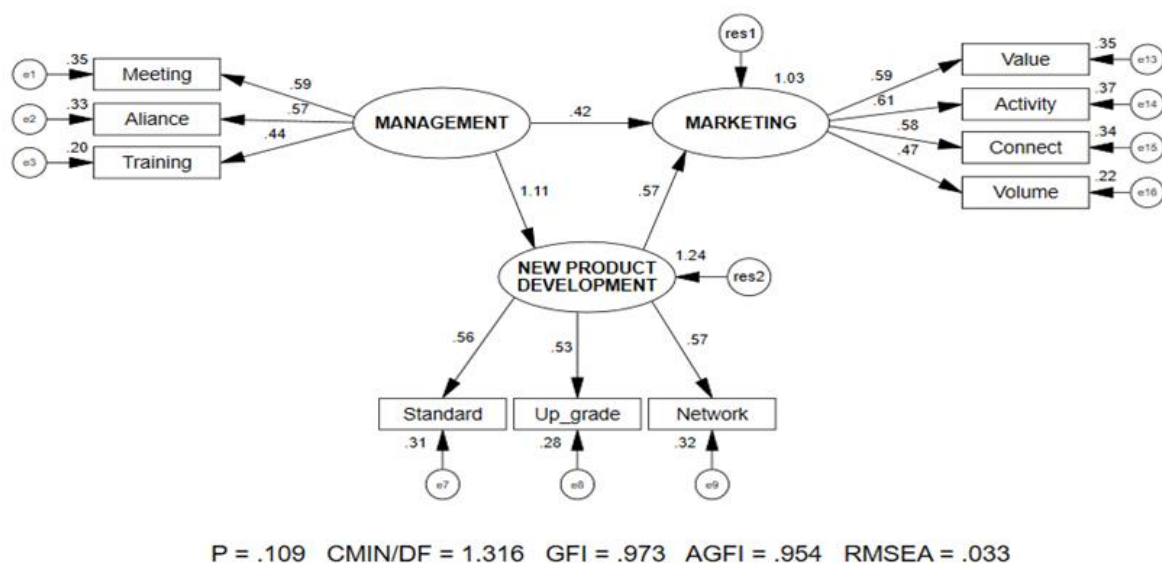 res1
.35
Meeting
e1
.59
.33
Aliance
e2
.57
.20
Training
e3
.44
MANAGEMENT
.42
1.03
MARKETING
.59
.35
Value
e13
.61
.37
Activity
e14
.58
.34
Connect
e15
.47
.22
Volume
e16
1.11
.57
NEW PRODUCT
DEVELOPMENT
1.24
res2
.56
.53
.57
Standard
Up_grade
Network
.31
.28
.32
e7
e8
e9
P = .109 CMIN/DF = 1.316 GFI = .973 AGFI = .954 RMSEA = .033